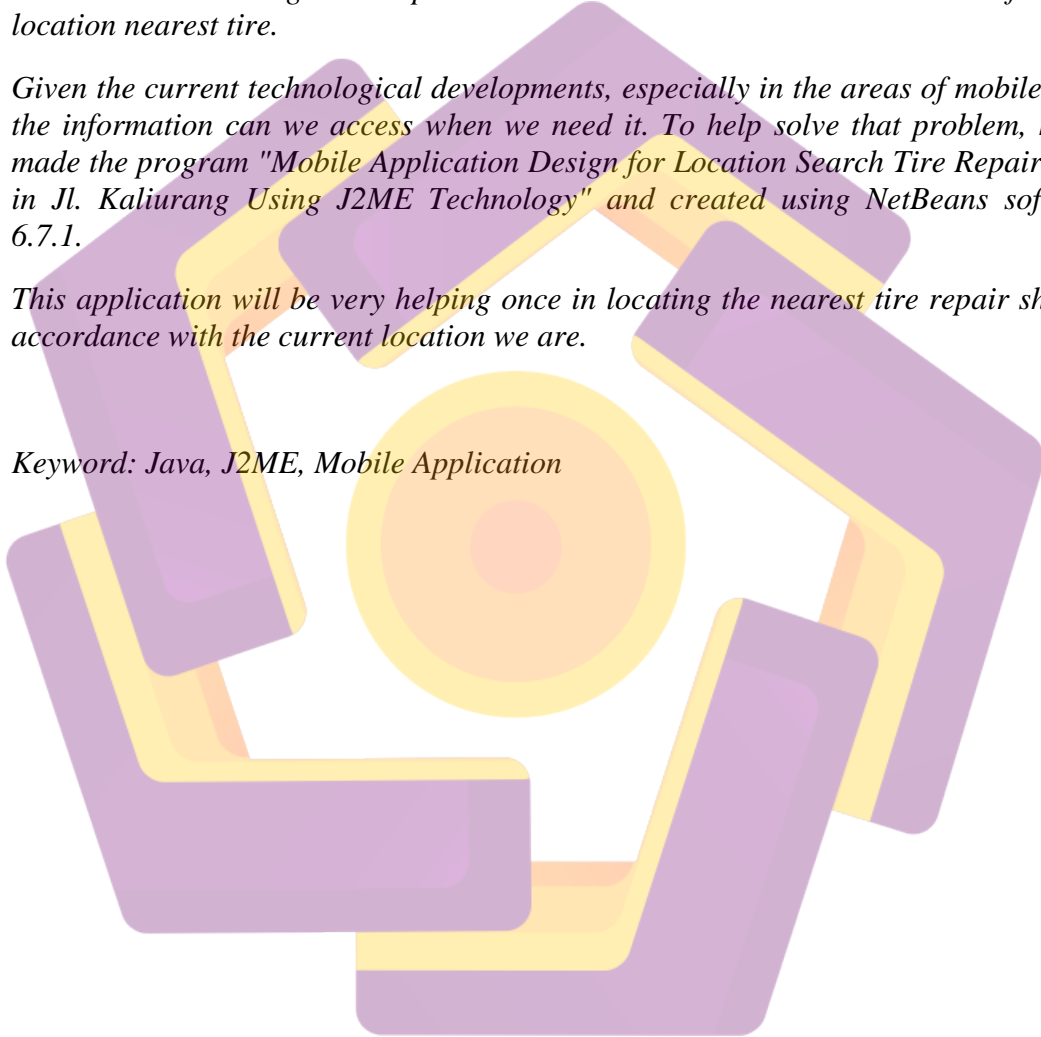 location nearest tire.
Given the current technological developments, especially in the areas of mobile
the information can we access when we need it. To help solve that problem,
made the program "Mobile Application Design for Location Search Tire Repair
in Jl. Kaliurang Using J2ME Technology" and created using NetBeans sof
6.7.1.
This application will be very helping once in locating the nearest tire repair sh
accordance with the current location we are.
Keyword: Java, J2ME, Mobile Application